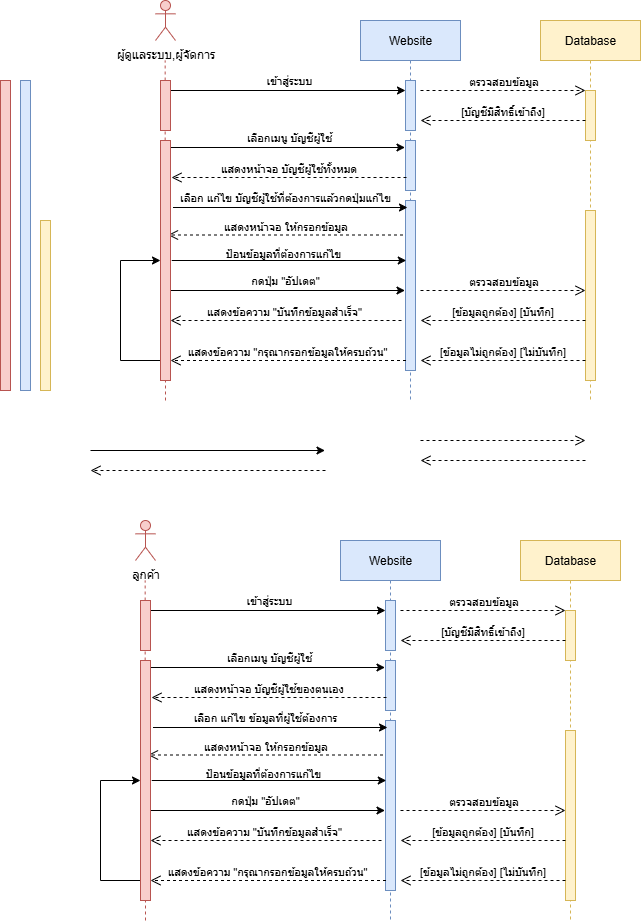 ผู้ดูแลระบบ,ผู้จัดการ
Website
Database
เข้าสู่ระบบ
ตรวจสอบข้อมูล
[บัญชีมีสิทธิ์เข้าถึง]
เลือกเมนู บัญชีผู้ใช้
แสดงหน้าจอ บัญชีผู้ใช้ทั้งหมด
เลือก แก้ไข บัญชีผู้ใช้ที่ต้องการแล้วกดปุ่มแก้ไข
แสดงหน้าจอ ให้กรอกข้อมูล
ป้อนข้อมูลที่ต้องการแก้ไข
กดปุ่ม "อัปเดต"
ตรวจสอบข้อมูล
แสดงข้อความ "บันทึกข้อมูลสำเร็จ"
[ข้อมูลถูกต้อง] [บันทึก]
แสดงข้อความ "กรุณากรอกข้อมูลให้ครบถ้วน"
[ข้อมูลไม่ถูกต้อง] [ไม่บันทึก]
ลูกค้า
Website
Database
เข้าสู่ระบบ
ตรวจสอบข้อมูล
[บัญชีมีสิทธิ์เข้าถึง]
เลือกเมนู บัญชีผู้ใช้
แสดงหน้าจอ บัญชีผู้ใช้ของตนเอง
เลือก แก้ไข ข้อมูลที่ผู้ใช้ต้องการ
แสดงหน้าจอ ให้กรอกข้อมูล
ป้อนข้อมูลที่ต้องการแก้ไข
กดปุ่ม "อัปเดต"
ตรวจสอบข้อมูล
แสดงข้อความ "บันทึกข้อมูลสำเร็จ"
[ข้อมูลถูกต้อง] [บันทึก]
แสดงข้อความ "กรุณากรอกข้อมูลให้ครบถ้วน"
[ข้อมูลไม่ถูกต้อง] [ไม่บันทึก]